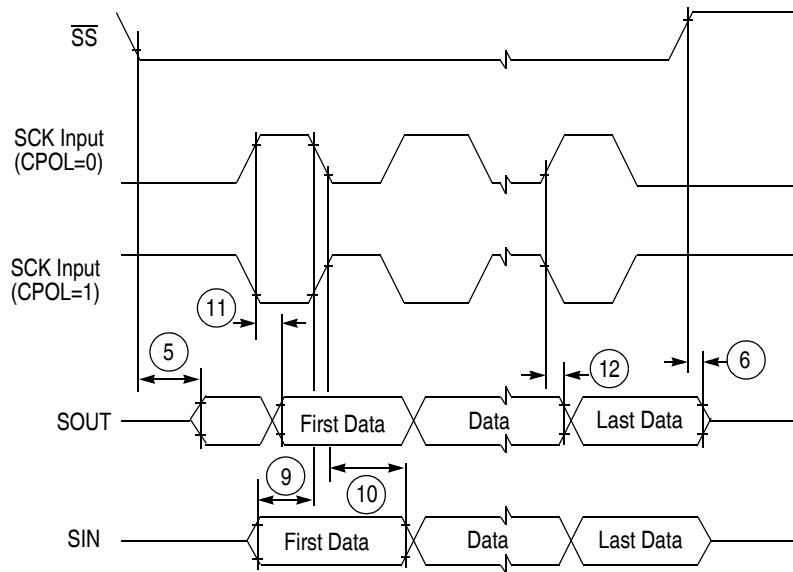 SS
SCK Input
(CPOL=0)
SCK Input
(CPOL=1)
11
5
12
6
SOUT
First Data
Data
Last Data
9
10
SIN
First Data
Data
Last Data